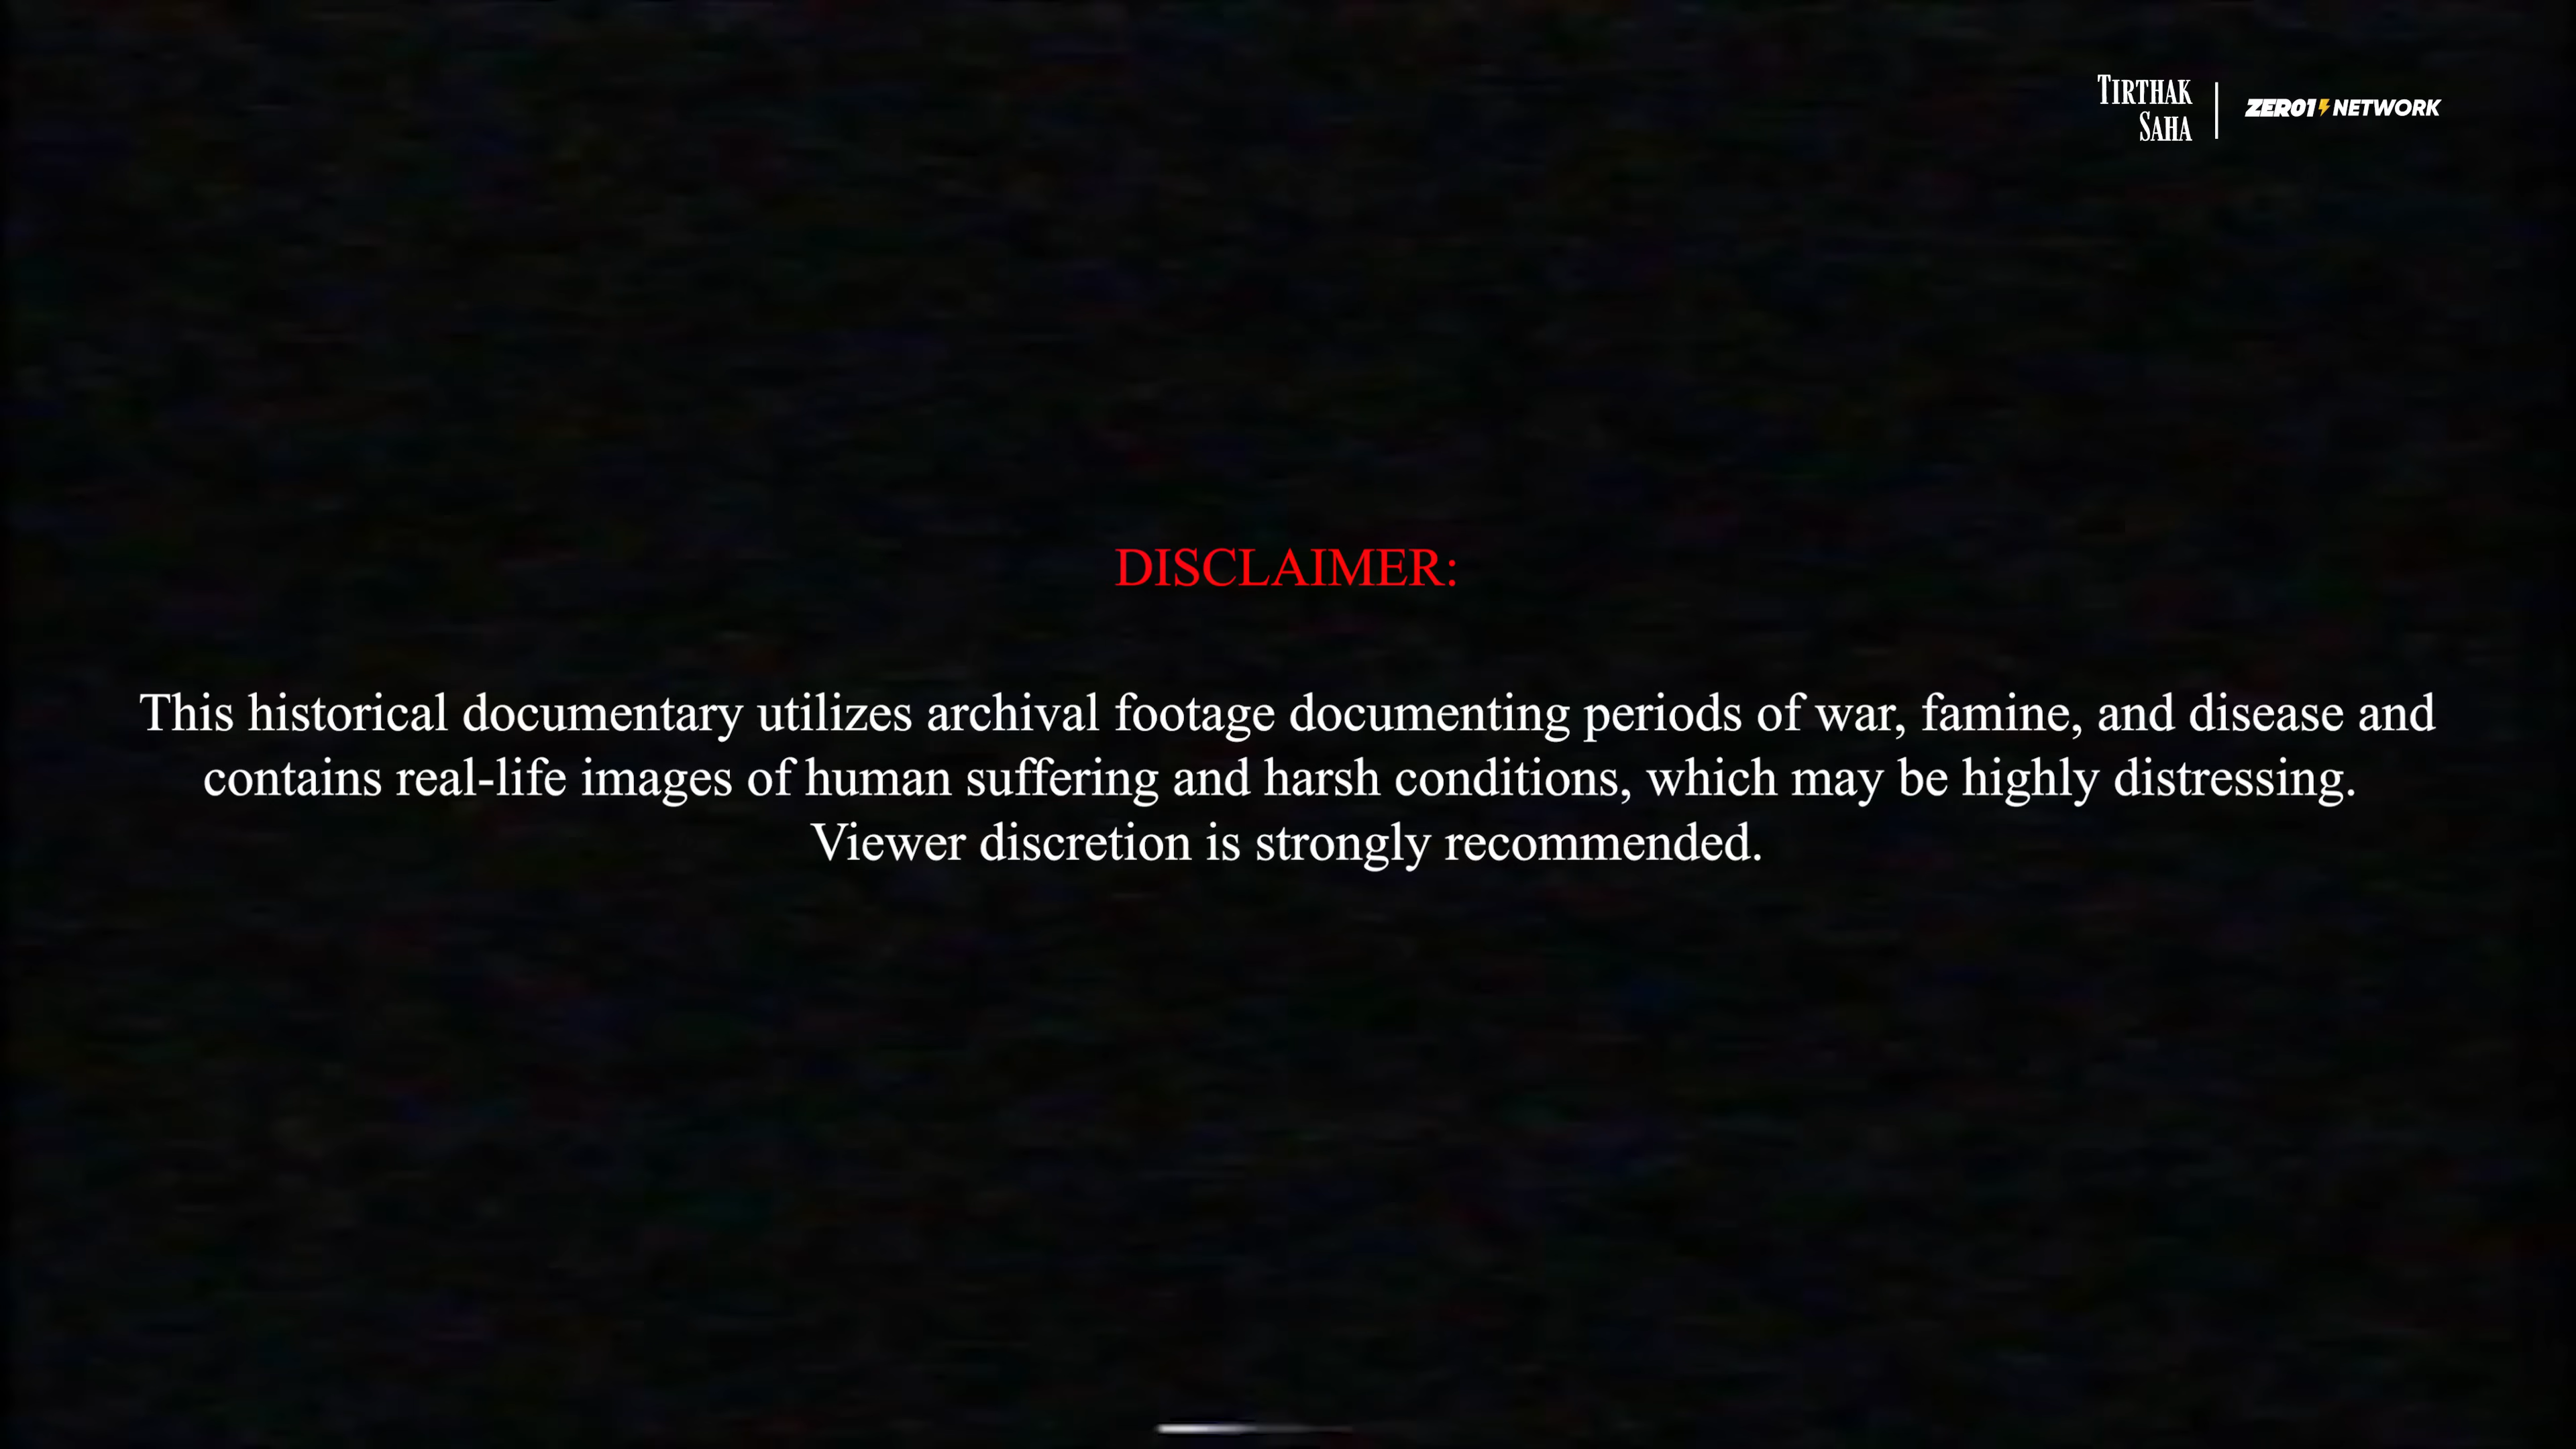 TIRTHAK
SAHA
ZERO1 NETWORK
DISCLAIMER:
This historical documentary utilizes archival footage documenting periods of war, famine, and disease and
contains real-life images of human suffering and harsh conditions, which may be highly distressing.
Viewer discretion is strongly recommended.